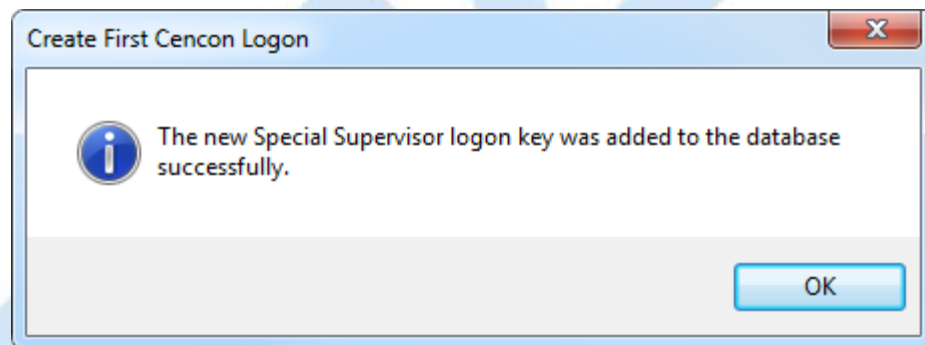 Create First Cencon Logon
The new Special Supervisor logon key was added to the database
successfully.
OK